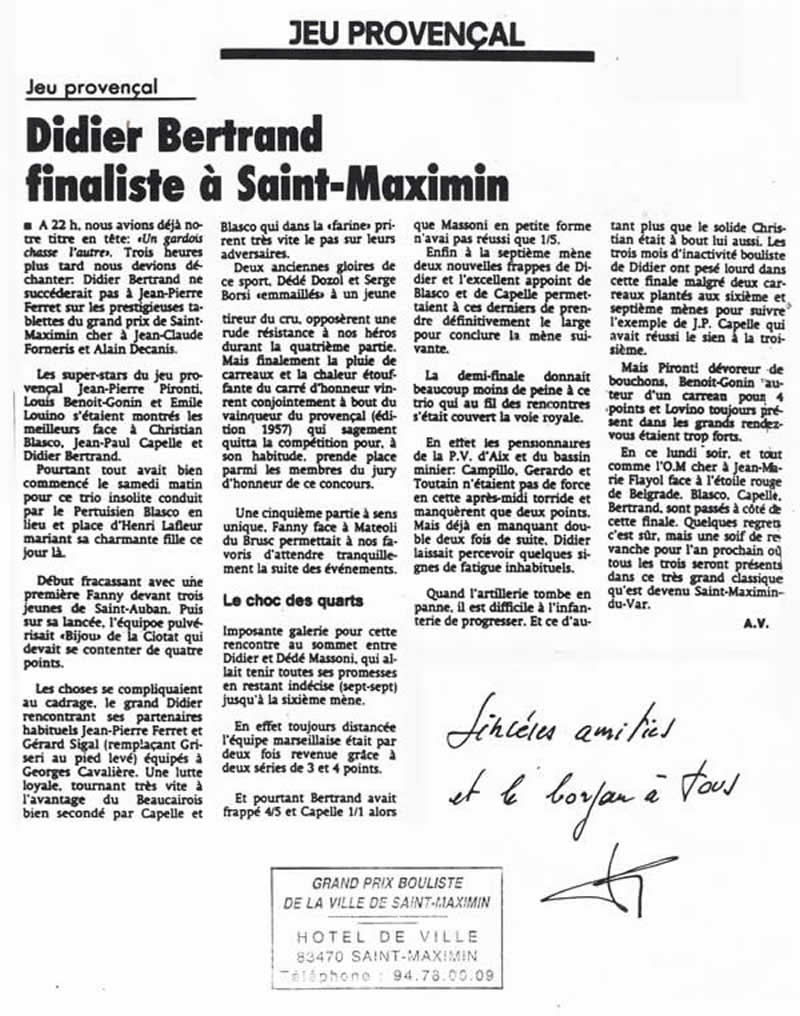 JEU PROVENÇAL
Jeu provençal
Didier Bertrand
finaliste à Saint-Maximin
■ A 22 h, nous avions déjà no-
tre titre en tête: «Un gardois
chasse l'autre». Trois heures
plus tard nous devions dé-
chanter: Didier Bertrand ne
succéderait pas à Jean-Pierre
Ferret sur les prestigieuses ta-
blettes du grand prix de Saint-
Maximin cher à Jean-Claude
Forneris et Alain Decanis.
Les super-stars du jeu pro-
vençal Jean-Pierre Pironti,
Louis Benoit-Gonin et Emile
Louino s'étaient montrés les
meilleurs face à Christian
Blasco, Jean-Paul Capelle et
Didier Bertrand.
Pourtant tout avait bien
commencé le samedi matin
pour ce trio insolite conduit
par le Pertuisien Blasco en
lieu et place d'Henri Lafleur
mariant sa charmante fille ce
jour là.
Début fracassant avec une
première Fanny devant trois
jeunes de Saint-Auban. Puis
sur sa lancée, l'équipoe pulvé-
risait «Bijou» de la Ciotat qui
devait se contenter de quatre
points.
Les choses se compliquaient
au cadrage, le grand Didier
rencontrant ses partenaires
habituels Jean-Pierre Ferret et
Gérard Sigal (remplaçant Gri-
seri au pied levé) équipés à
Georges Cavalière. Une lutte
loyale, tournant très vite à
l'avantage du Beaucairois
bien secondé par Capelle et
Blasco qui dans la «farine» pri-
rent très vite le pas sur leurs
adversaires.
Deux anciennes gloires de
ce sport, Dédé Dozol et Serge
Borsi «emmaillés» à un jeune
tireur du cru, opposèrent une
rude résistance à nos héros
durant la quatrième partie.
Mais finalement la pluie de
carreaux et la chaleur étouf-
fante du carré d'honneur vin-
rent conjointement à bout du
vainqueur du provençal (édi-
tion 1957) qui sagement
quitta la compétition pour, à
son habitude, prende place
parmi les membres du jury
d'honneur de ce concours.
Une cinquième partie à sens
unique, Fanny face à Mateoli
du Brusc permettait à nos fa-
voris d'attendre tranquille-
ment la suite des événements.
Le choc des quarts
Imposante galerie pour cette
rencontre au sommet entre
Didier et Dédé Massoni, qui al-
lait tenir toutes ses promesses
en restant indécise (sept-sept)
jusqu'à la sixième mène.
En effet toujours distancée
l'équipe marseillaise était par
deux fois revenue grâce à
deux séries de 3 et 4 points.
Et pourtant Bertrand avait
frappé 4/5 et Capelle 1/1 alors
que Massoni en petite forme
n'avai pas réussi que 1/5.
Enfin à la septième mène
deux nouvelles frappes de Di-
dier et l'excellent appoint de
Blasco et de Capelle permet-
taient à ces derniers de pren-
dre définitivement le large
pour conclure la mène sui-
vante.
La demi-finale donnait
beaucoup moins de peine à ce
trio qui au fil des rencontres
s'était couvert la voie royale.
En effet les pensionnaires
de la P.V. d'Aix et du bassin
minier: Campillo, Gerardo et
Toutain n'étaient pas de force
en cette après-midi torride et
manquèrent que deux points.
Mais déjà en manquant dou-
ble deux fois de suite, Didier
laissait percevoir quelques si-
gnes de fatigue inhabituels.
Quand l'artillerie tombe en
panne, il est difficile à l'infan-
terie de progresser. Et ce d'au-
tant plus que le solide Chris-
tian était à bout lui aussi. Les
trois mois d'inactivité bouliste
de Didier ont pesé lourd dans
cette finale malgré deux car-
reaux plantés aux sixième et
septième mènes pour suivre
l'exemple de J.P. Capelle qui
avait réussi le sien à la troi-
sième.
Mais Pironti dévoreur de
bouchons, Benoit-Gonin au-
teur d'un carreau pour 4
points et Lovino toujours pré-
sent dans les grands rendez-
vous étaient trop forts.
En ce lundi soir, et tout
comme l'O.M cher à Jean-Ma-
rie Flayol face à l'étoile rouge
de Belgrade. Blasco, Capelle,
Bertrand, sont passés à côté de
cette finale. Quelques regrets
c'est sûr, mais une soif de re-
vanche pour l'an prochain où
tous les trois seront présents
dans ce très grand classique
qu'est devenu Saint-Maximin-
du-Var.
A.V.
Sincères amitiés
et le bonjour à tous
GRAND PRIX BOULISTE
DE LA VILLE DE SAINT-MAXIMIN
HOTEL DE VILLE
83470 SAINT-MAXIMIN
Téléphone : 94.78.00.09